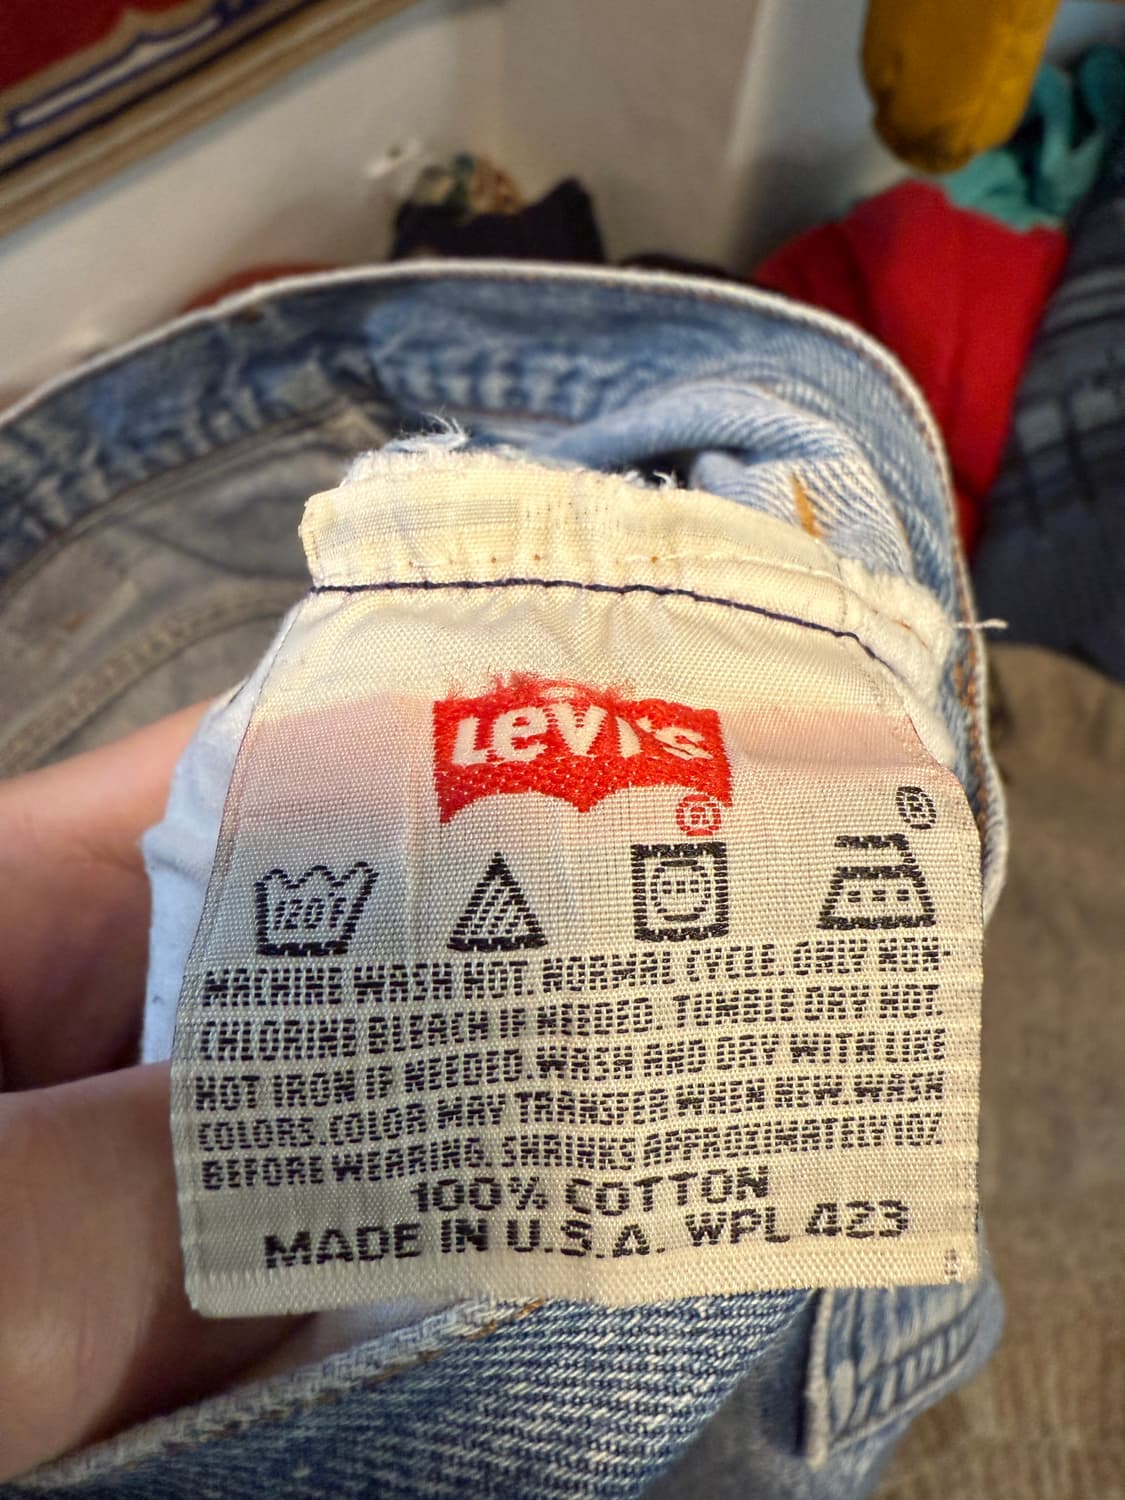 Levi's
®
®
120°F
MACHINE WASH HOT. NORMAL CYCLE. ONLY NON-
CHLORINE BLEACH IF NEEDED. TUMBLE DRY HOT.
HOT IRON IF NEEDED. WASH AND DRY WITH LIKE
COLORS. COLOR MAY TRANSFER WHEN NEW. WASH
BEFORE WEARING. SHRINKS APPROXIMATELY 10%
100% COTTON
MADE IN U.S.A. WPL 423